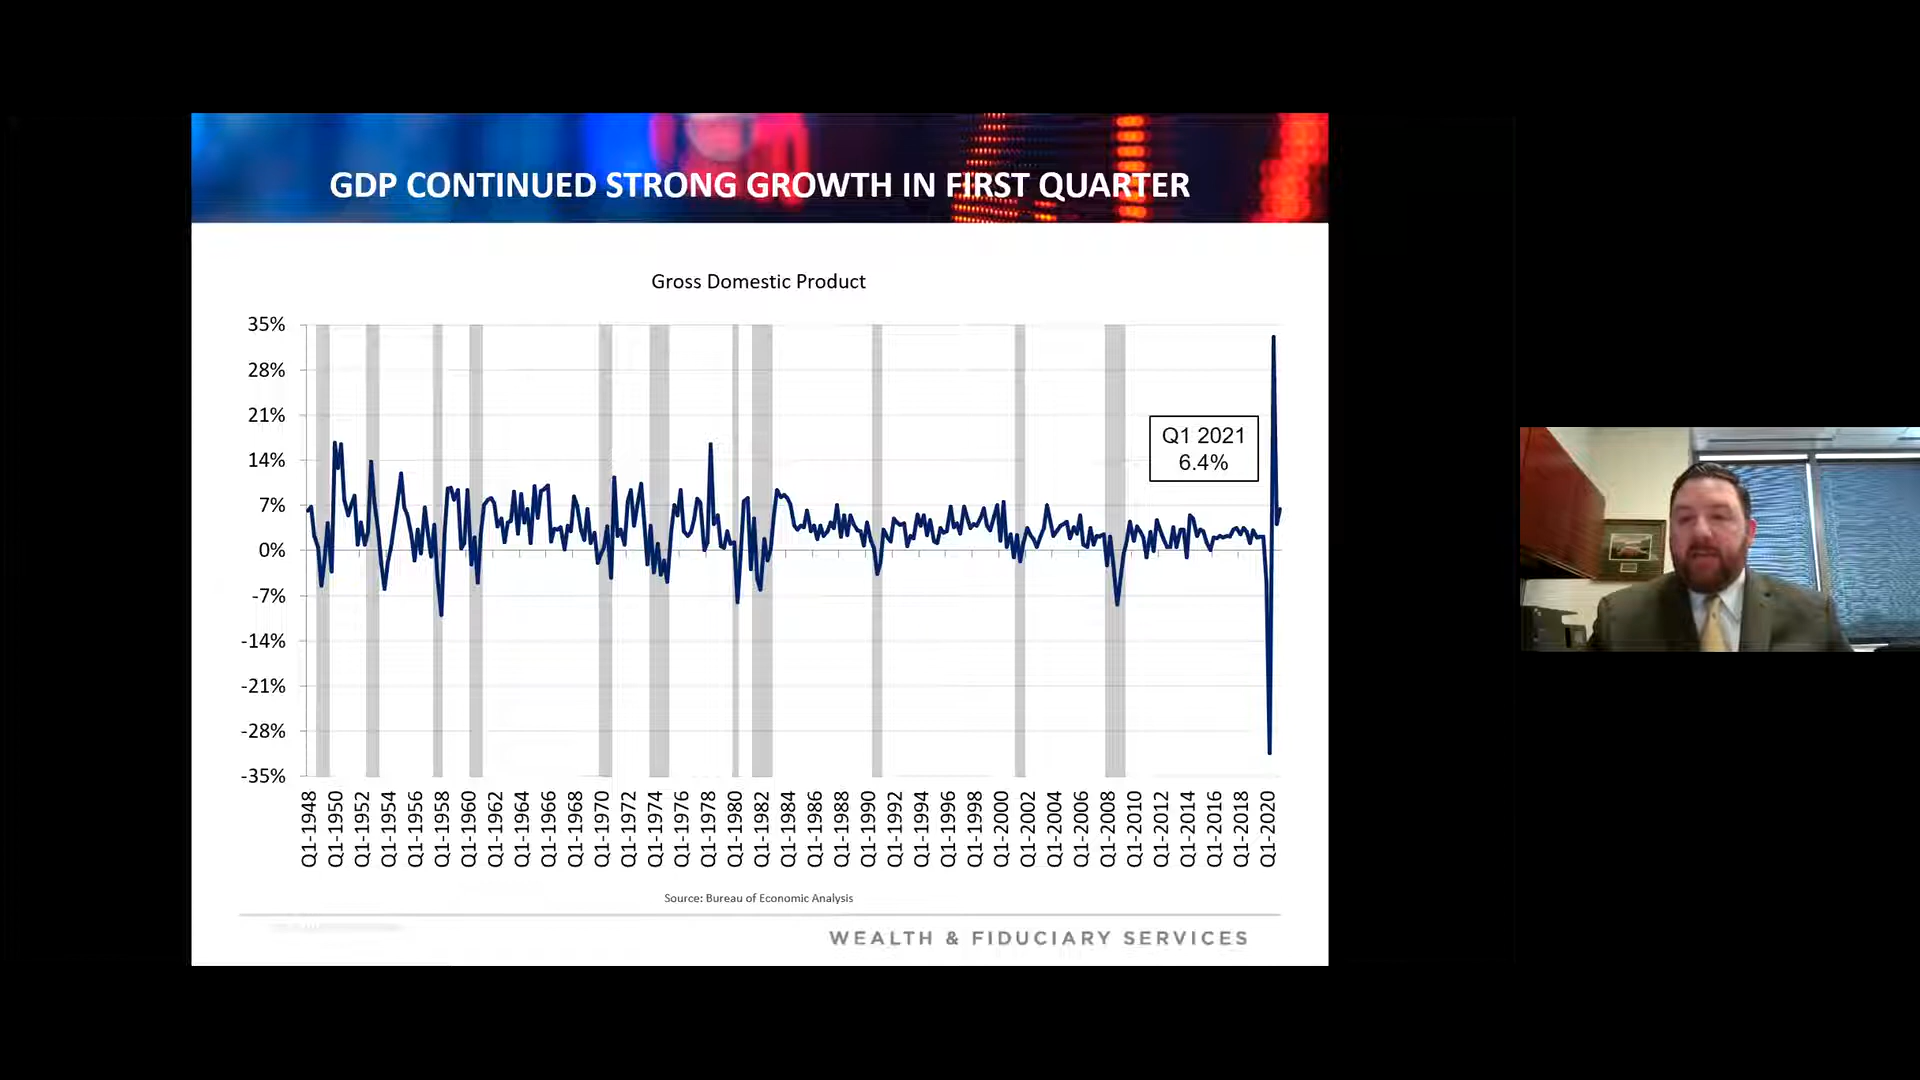 GDP CONTINUED STRONG GROWTH IN FIRST QUARTER
Gross Domestic Product
35%
28%
21%
14%
7%
0%
-7%
-14%
-21%
-28%
-35%
Q1 2021
6.4%
Q1-1948
Q1-1950
Q1-1952
Q1-1954
Q1-1956
Q1-1958
Q1-1960
Q1-1962
Q1-1964
Q1-1966
Q1-1968
Q1-1970
Q1-1972
Q1-1974
Q1-1976
Q1-1978
Q1-1980
Q1-1982
Q1-1984
Q1-1986
Q1-1988
Q1-1990
Q1-1992
Q1-1994
Q1-1996
Q1-1998
Q1-2000
Q1-2002
Q1-2004
Q1-2006
Q1-2008
Q1-2010
Q1-2012
Q1-2014
Q1-2016
Q1-2018
Q1-2020
Source: Bureau of Economic Analysis
WEALTH & FIDUCIARY SERVICES